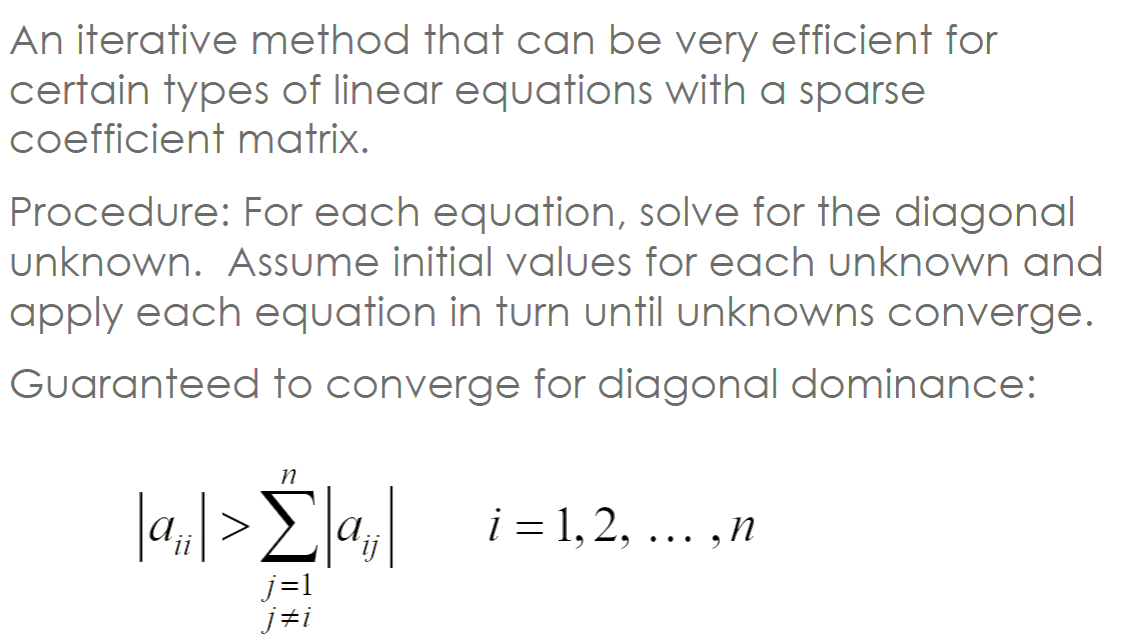 An iterative method that can be very efficient for
certain types of linear equations with a sparse
coefficient matrix.
Procedure: For each equation, solve for the diagonal
unknown.  Assume initial values for each unknown and
apply each equation in turn until unknowns converge.
Guaranteed to converge for diagonal dominance:
n
|a_ii| > ∑ |a_ij|   i = 1, 2, … , n
j=1
j≠i